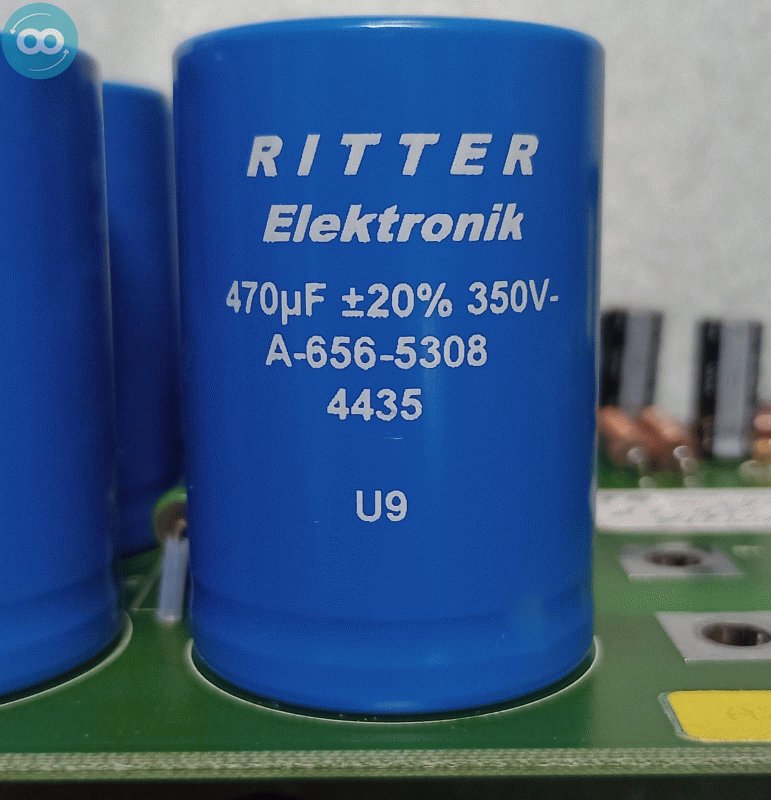 RITTER
Elektronik
470µF ±20% 350V-
A-656-5308
4435
U9